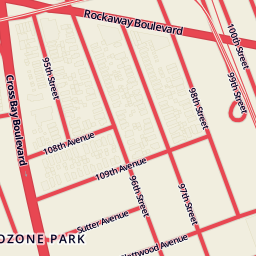 Rockaway Boulevard
100th Street
95th Street
99th Street
98th Street
Cross Bay Boulevard
108th Avenue
109th Avenue
96th Street
97th Street
Sutter Avenue
OZONE PARK